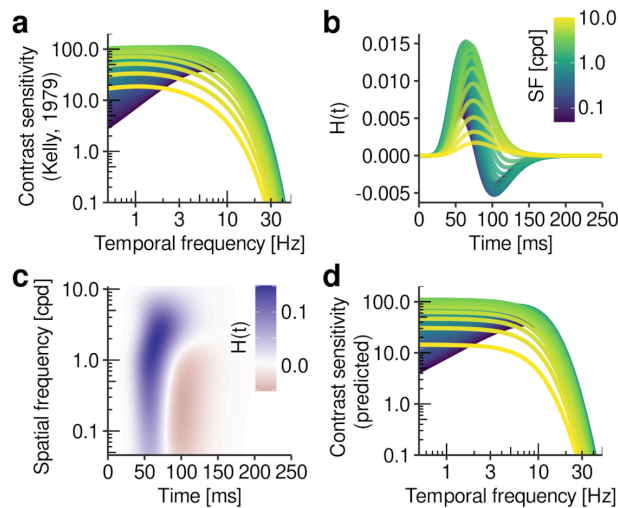 a
100.0
10.0
1.0
0.1
1
3
10
30
Contrast sensitivity
(Kelly, 1979)
Temporal frequency [Hz]
b
0.015
0.010
0.005
0.000
-0.005
0
50
100
150
200
250
H(t)
Time [ms]
SF [cpd]
10.0
1.0
0.1
c
10.0
1.0
0.1
0
50
100
150
200
250
Spatial frequency [cpd]
Time [ms]
H(t)
0.1
0.0
d
100.0
10.0
1.0
0.1
1
3
10
30
Contrast sensitivity
(predicted)
Temporal frequency [Hz]